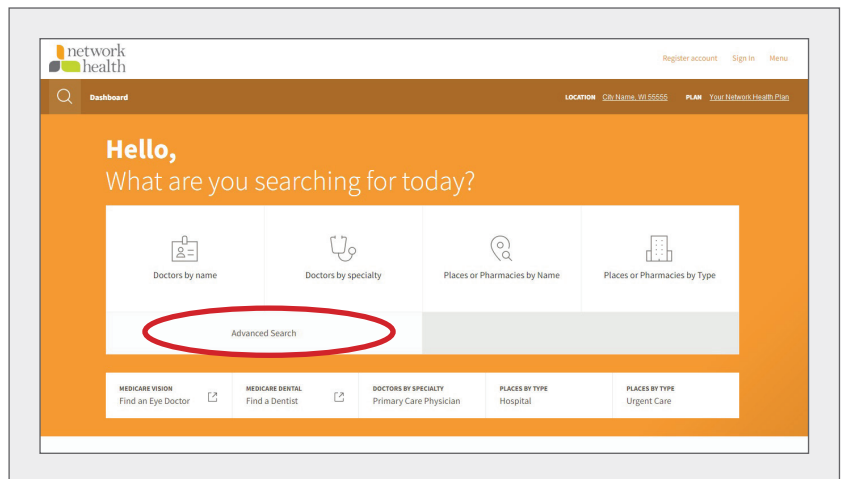 network
health
Register account Sign In Menu
Dashboard LOCATION City Name, WI 55555 PLAN Your Network Health Plan
Hello,
What are you searching for today?
Doctors by name Doctors by specialty Places or Pharmacies by Name Places or Pharmacies by Type
Advanced Search
MEDICARE VISION MEDICARE DENTAL DOCTORS BY SPECIALTY PLACES BY TYPE PLACES BY TYPE
Find an Eye Doctor Find a Dentist Primary Care Physician Hospital Urgent Care